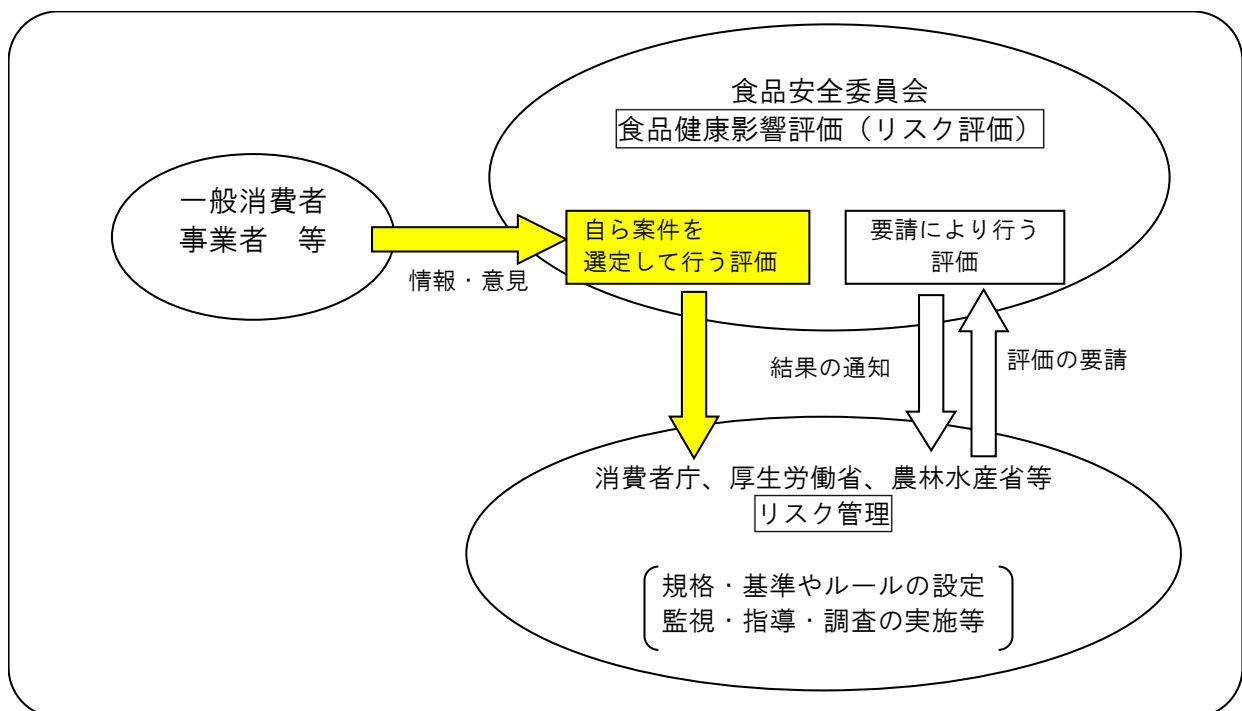 食品安全委員会
食品健康影響評価（リスク評価）
一般消費者
事業者　等
情報・意見
自ら案件を
選定して行う評価
要請により行う
評価
結果の通知
評価の要請
消費者庁、厚生労働省、農林水産省等
リスク管理
規格・基準やルールの設定
監視・指導・調査の実施等